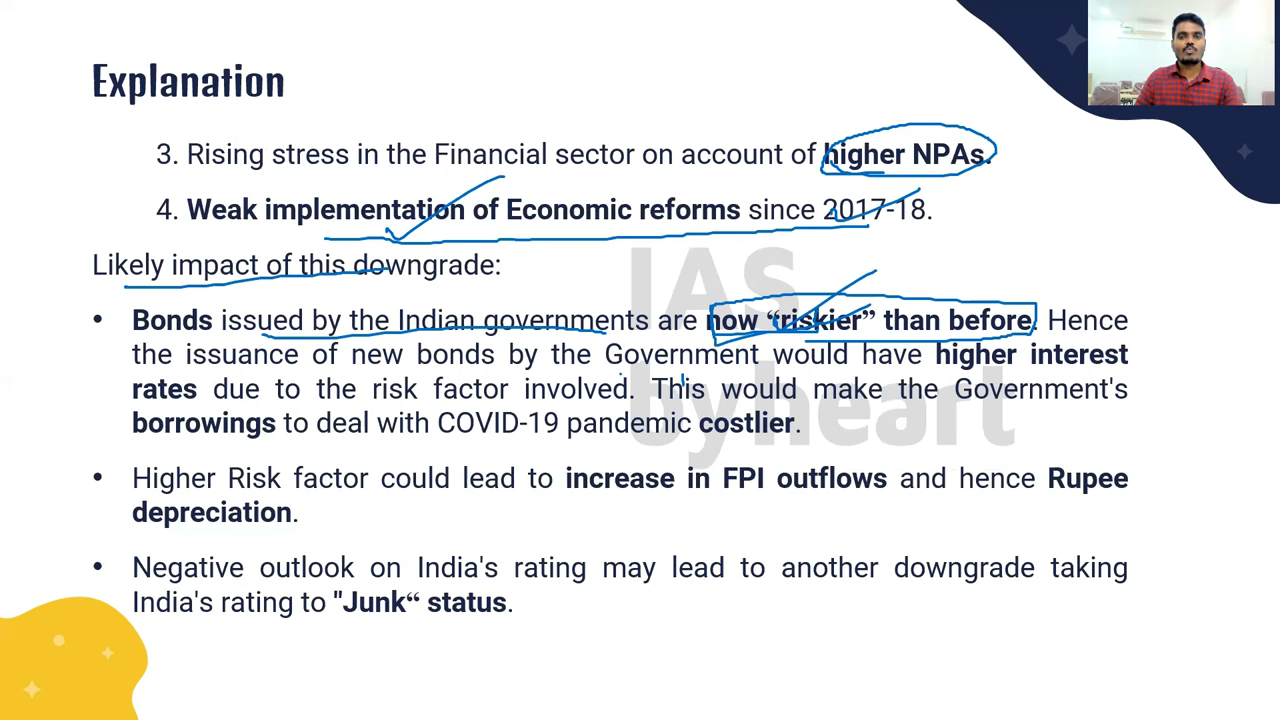 Explanation
3. Rising stress in the Financial sector on account of higher NPAs.
4. Weak implementation of Economic reforms since 2017-18.
Likely impact of this downgrade:
• Bonds issued by the Indian governments are now “riskier” than before. Hence
the issuance of new bonds by the Government would have higher interest
rates due to the risk factor involved. This would make the Government's
borrowings to deal with COVID-19 pandemic costlier.
• Higher Risk factor could lead to increase in FPI outflows and hence Rupee
depreciation.
• Negative outlook on India's rating may lead to another downgrade taking
India's rating to "Junk“ status.
IAS
byheart